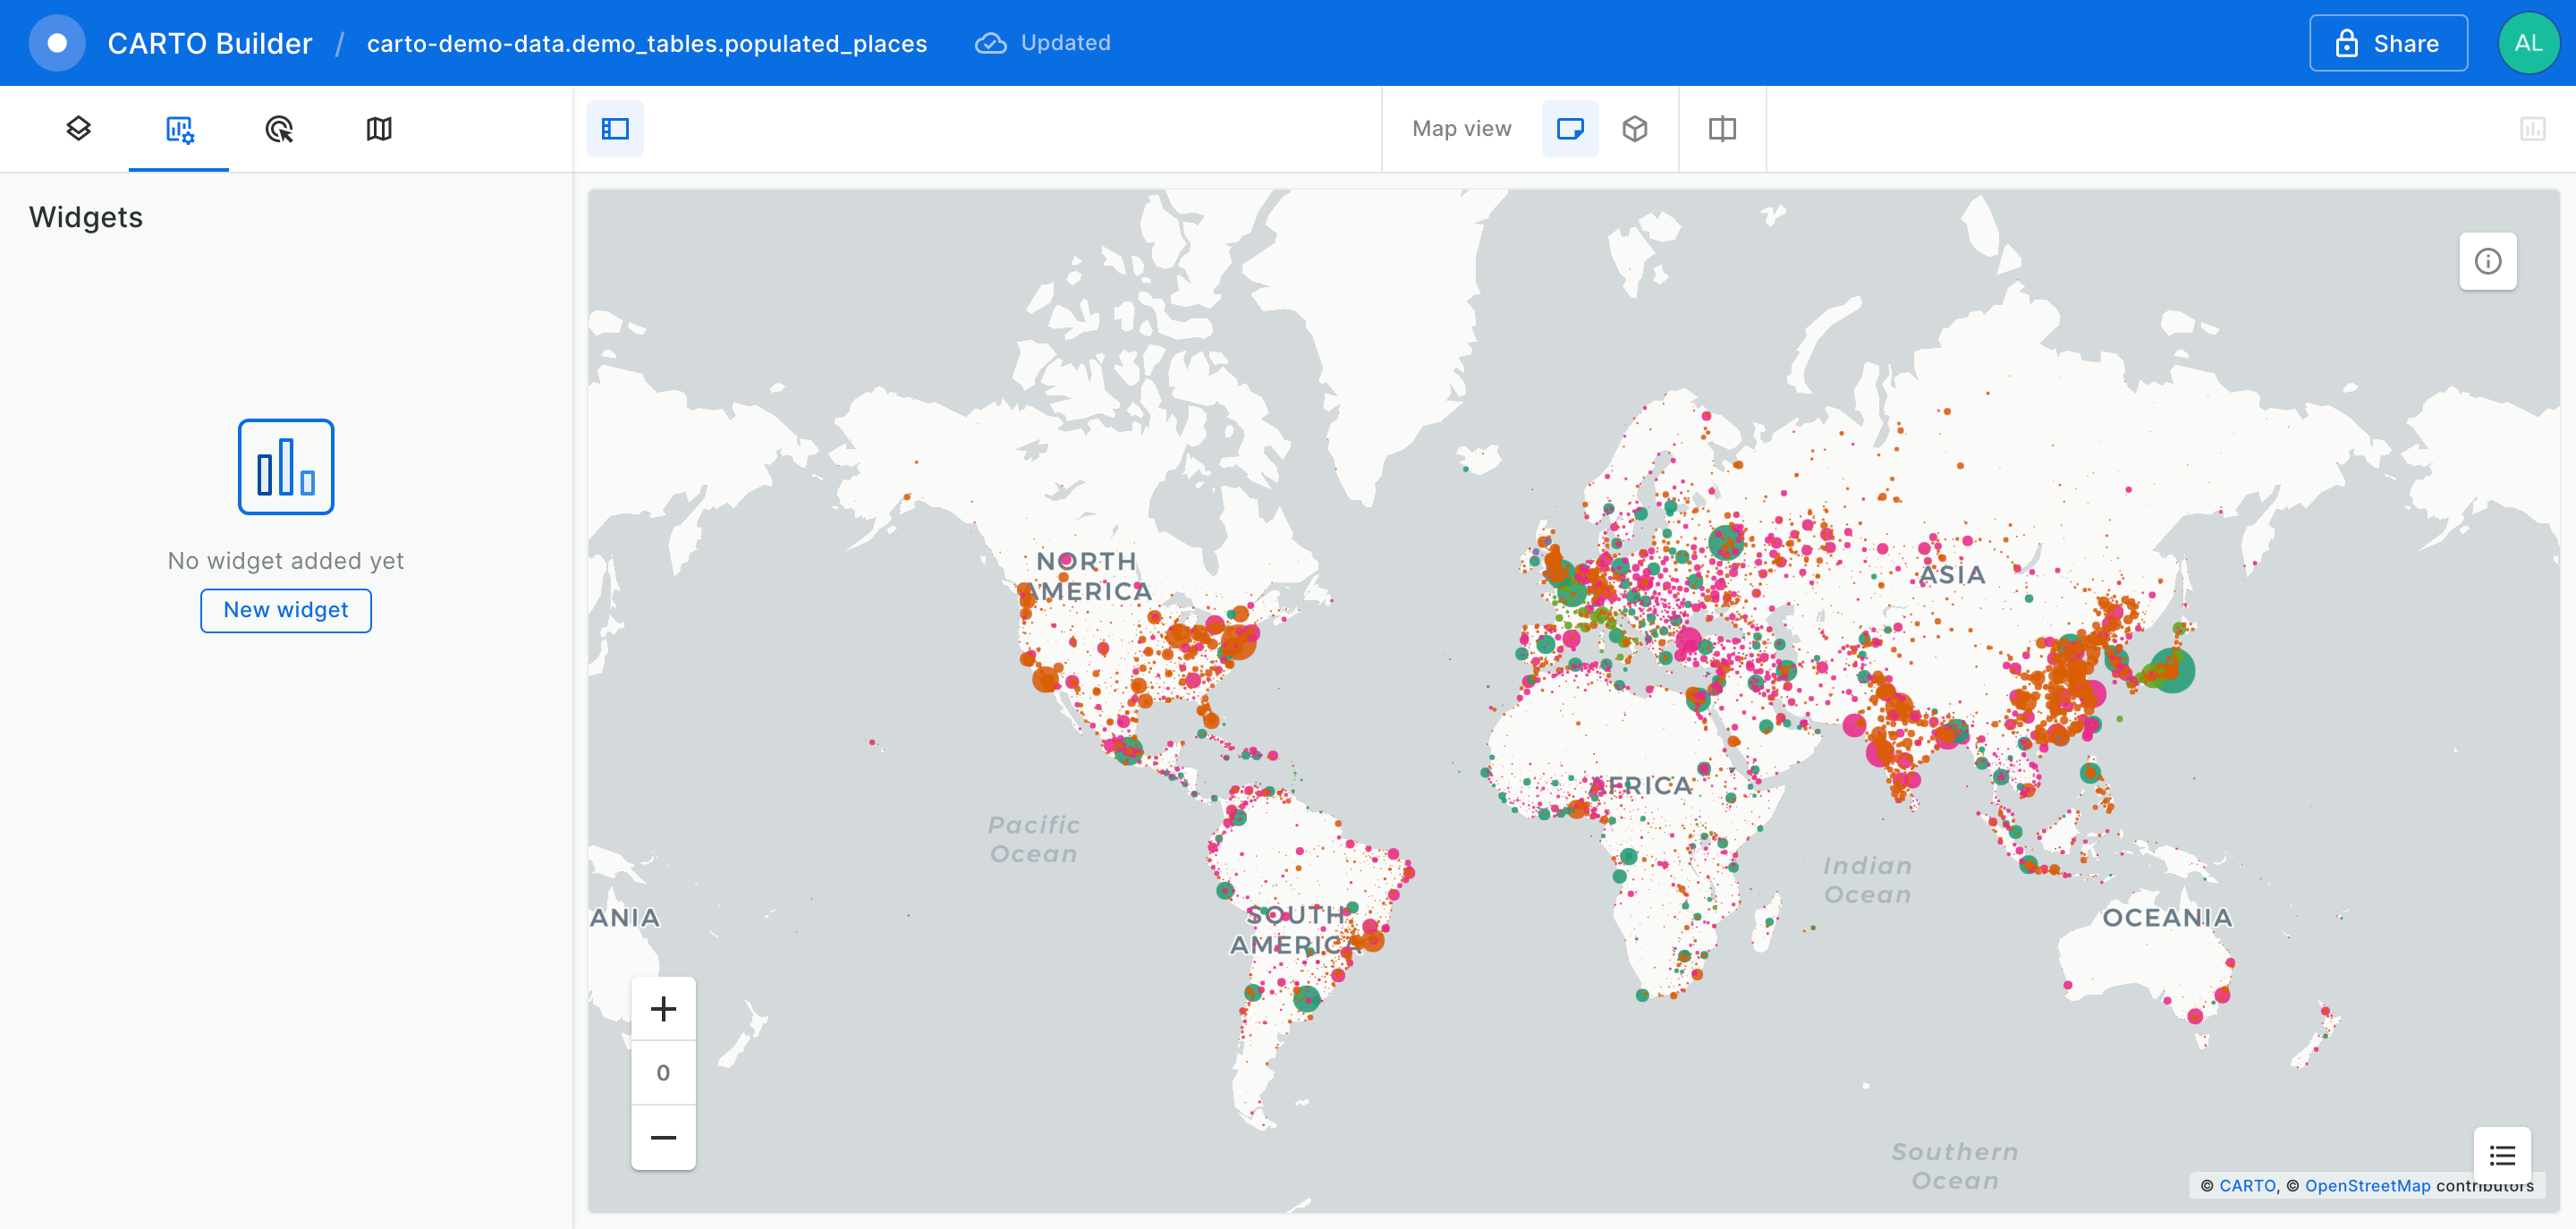 CARTO Builder / carto-demo-data.demo_tables.populated_places Updated
Share
AL
Map view
Widgets
No widget added yet
New widget
NORTH
AMERICA
ASIA
AFRICA
Pacific
Ocean
Indian
Ocean
ANIA
SOUTH
AMERICA
OCEANIA
0
Southern
Ocean
© CARTO, © OpenStreetMap contributors